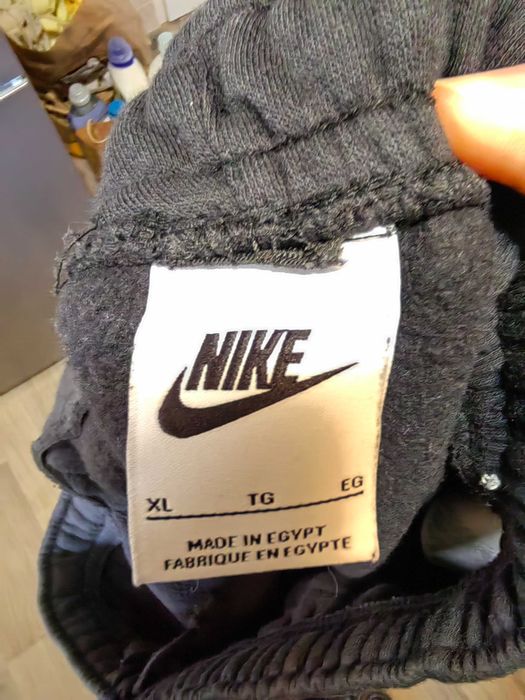 NIKE
XL TG EG
MADE IN EGYPT
FABRIQUE EN EGYPTE